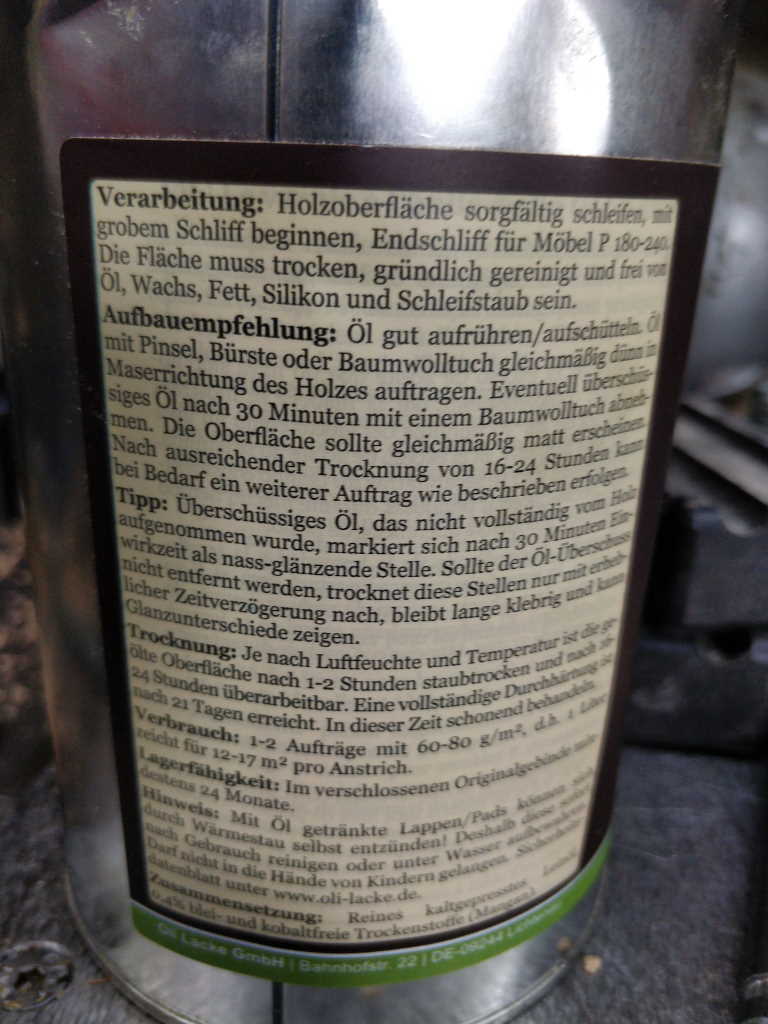 Verarbeitung: Holzoberfläche sorgfältig schleifen, mit
grobem Schliff beginnen, Endschliff für Möbel P 180-240.
Die Fläche muss trocken, gründlich gereinigt und frei von
Öl, Wachs, Fett, Silikon und Schleifstaub sein.
Aufbauempfehlung: Öl gut aufrühren/aufschütteln. Öl
mit Pinsel, Bürste oder Baumwolltuch gleichmäßig dünn in
Maserrichtung des Holzes auftragen. Eventuell überschüs-
siges Öl nach 30 Minuten mit einem Baumwolltuch abneh-
men. Die Oberfläche sollte gleichmäßig matt erscheinen.
Nach ausreichender Trocknung von 16-24 Stunden kann
bei Bedarf ein weiterer Auftrag wie beschrieben erfolgen.
Tipp: Überschüssiges Öl, das nicht vollständig vom Holz
aufgenommen wurde, markiert sich nach 30 Minuten Ein-
wirkzeit als nass-glänzende Stelle. Sollte der Öl-Überschuss
nicht entfernt werden, trocknet diese Stellen nur mit erheb-
licher Zeitverzögerung nach, bleibt lange klebrig und kann
Glanzunterschiede zeigen.
Trocknung: Je nach Luftfeuchte und Temperatur ist die ge-
ölte Oberfläche nach 1-2 Stunden staubtrocken und nach 16-
24 Stunden überarbeitbar. Eine vollständige Durchhärtung ist
nach 21 Tagen erreicht. In dieser Zeit schonend behandeln.
Verbrauch: 1-2 Aufträge mit 60-80 g/m², d.h. 1 Liter
reicht für 12-17 m² pro Anstrich.
Lagerfähigkeit: Im verschlossenen Originalgebinde min-
destens 24 Monate.
Hinweis: Mit Öl getränkte Lappen/Pads können sich
durch Wärmestau selbst entzünden! Deshalb diese sofort
nach Gebrauch reinigen oder unter Wasser aufbewahren.
Darf nicht in die Hände von Kindern gelangen. Sicherheits-
datenblatt unter www.oli-lacke.de.
Zusammensetzung: Reines kaltgepresstes Leinöl,
0,4% blei- und kobaltfreie Trockenstoffe (Mangan).
Oli Lacke GmbH | Bahnhofstr. 22 | DE-09244 Lichtenau